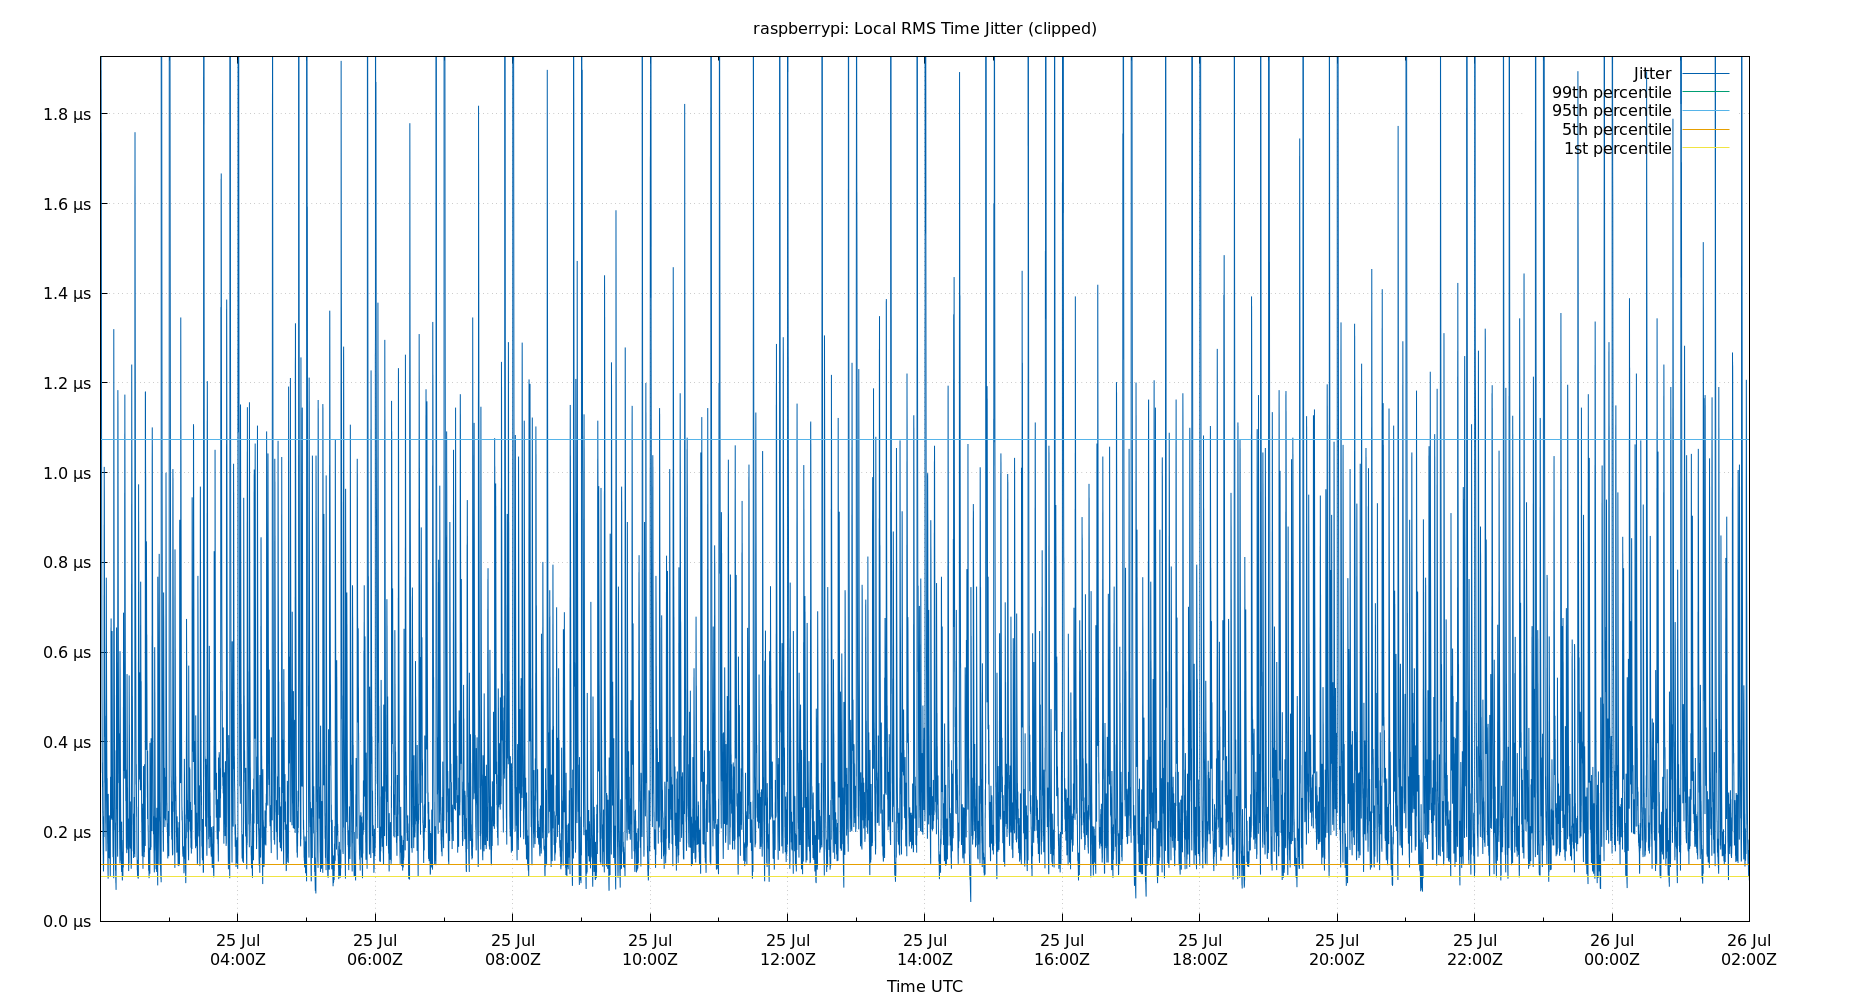 raspberrypi: Local RMS Time Jitter (clipped)
Jitter
99th percentile
95th percentile
5th percentile
1st percentile
1.8 µs
1.6 µs
1.4 µs
1.2 µs
1.0 µs
0.8 µs
0.6 µs
0.4 µs
0.2 µs
0.0 µs
25 Jul 25 Jul 25 Jul 25 Jul 25 Jul 25 Jul 25 Jul 25 Jul 25 Jul 25 Jul 26 Jul 26 Jul
04:00Z 06:00Z 08:00Z 10:00Z 12:00Z 14:00Z 16:00Z 18:00Z 20:00Z 22:00Z 00:00Z 02:00Z
Time UTC